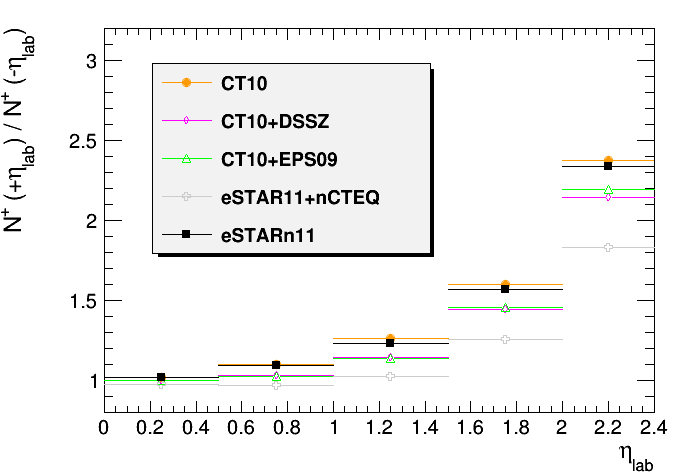 N⁺ (+η_lab) / N⁺ (-η_lab)
3
2.5
2
1.5
1
CT10
CT10+DSSZ
CT10+EPS09
eSTAR11+nCTEQ
eSTARn11
0 0.2 0.4 0.6 0.8 1 1.2 1.4 1.6 1.8 2 2.2 2.4
η_lab